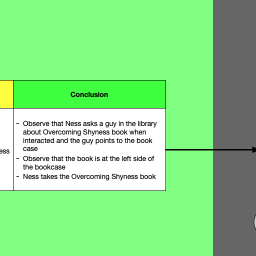 Conclusion
- Observe that Ness asks a guy in the library
about Overcoming Shyness book when
interacted and the guy points to the book
case
ess
- Observe that the book is at the left side of
the bookcase
- Ness takes the Overcoming Shyness book